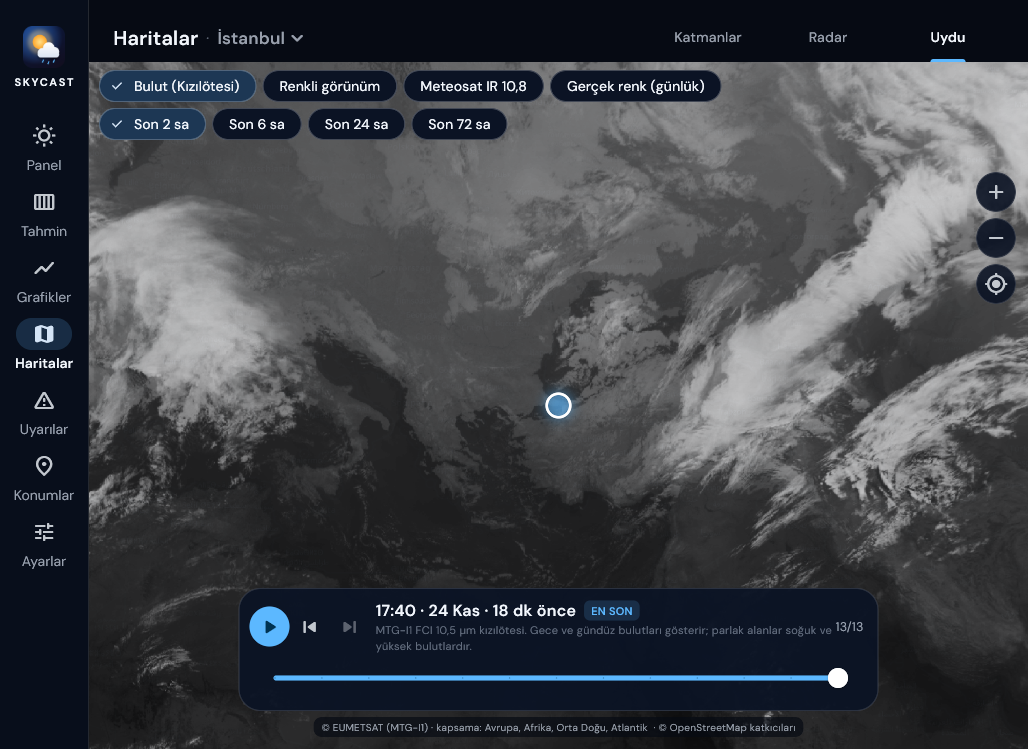 SKYCAST
Haritalar · İstanbul
Katmanlar
Radar
Uydu
Bulut (Kızılötesi)
Renkli görünüm
Meteosat IR 10,8
Gerçek renk (günlük)
Son 2 sa
Son 6 sa
Son 24 sa
Son 72 sa
Panel
Tahmin
Grafikler
Haritalar
Uyarılar
Konumlar
Ayarlar
17:40 · 24 Kas · 18 dk önce
EN SON
MTG-I1 FCI 10,5 µm kızılötesi. Gece ve gündüz bulutları gösterir; parlak alanlar soğuk ve
yüksek bulutlardır.
13/13
© EUMETSAT (MTG-I1) · kapsama: Avrupa, Afrika, Orta Doğu, Atlantik · © OpenStreetMap katkıcıları